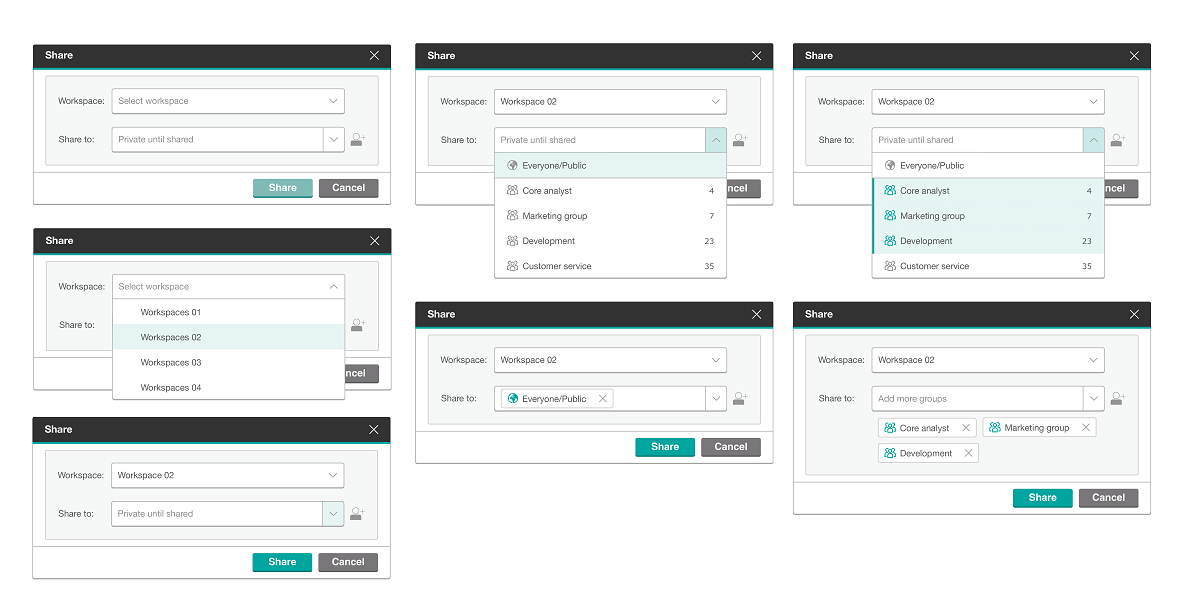 Share
Workspace: Select workspace
Share to: Private until shared
Share Cancel
Share
Workspace: Select workspace
Workspaces 01
Share to:
Workspaces 02
Workspaces 03
Workspaces 04
ncel
Share
Workspace: Workspace 02
Share to: Private until shared
Share Cancel
Share
Workspace: Workspace 02
Share to: Private until shared
Everyone/Public
Core analyst 4
ncel
Marketing group 7
Development 23
Customer service 35
Share
Workspace: Workspace 02
Share to: Everyone/Public
Share Cancel
Share
Workspace: Workspace 02
Share to: Private until shared
Everyone/Public
Core analyst 4
ncel
Marketing group 7
Development 23
Customer service 35
Share
Workspace: Workspace 02
Share to: Add more groups
Core analyst Marketing group
Development
Share Cancel